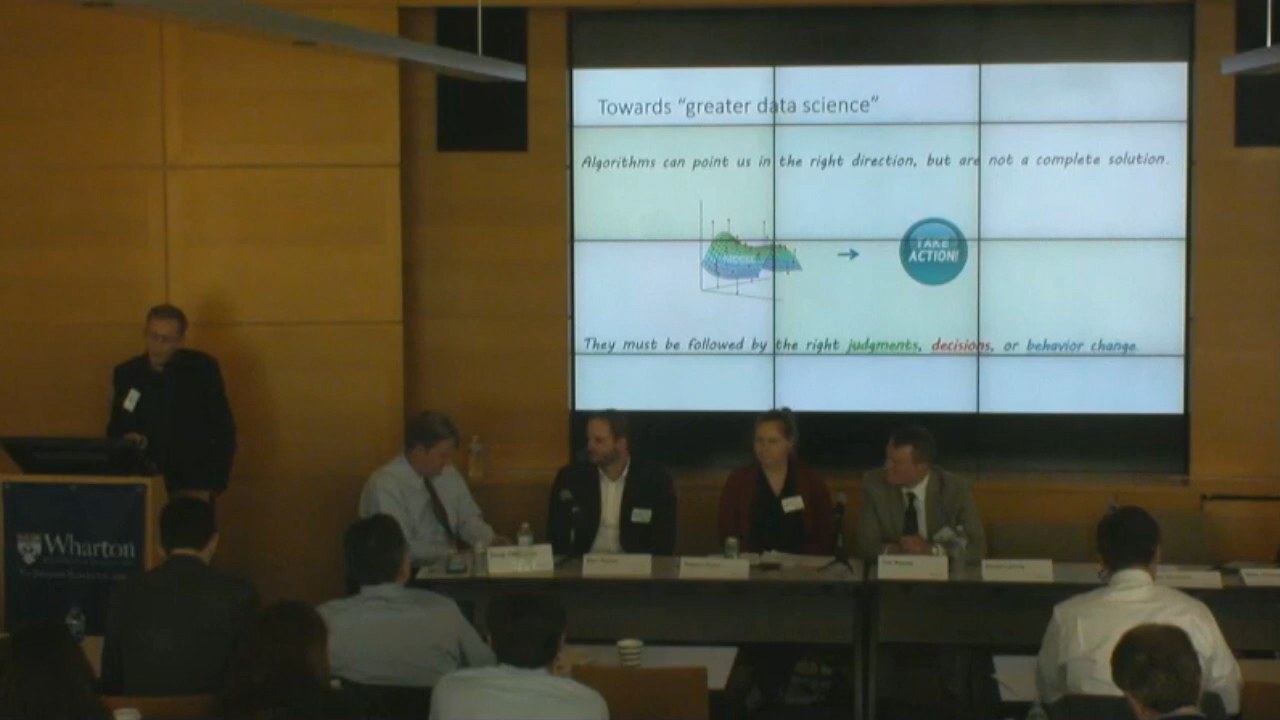 Towards “greater data science”
Algorithms can point us in the right direction, but are not a complete solution.
MODEL
TAKE
ACTION!
They must be followed by the right judgments, decisions, or behavior change.
Wharton